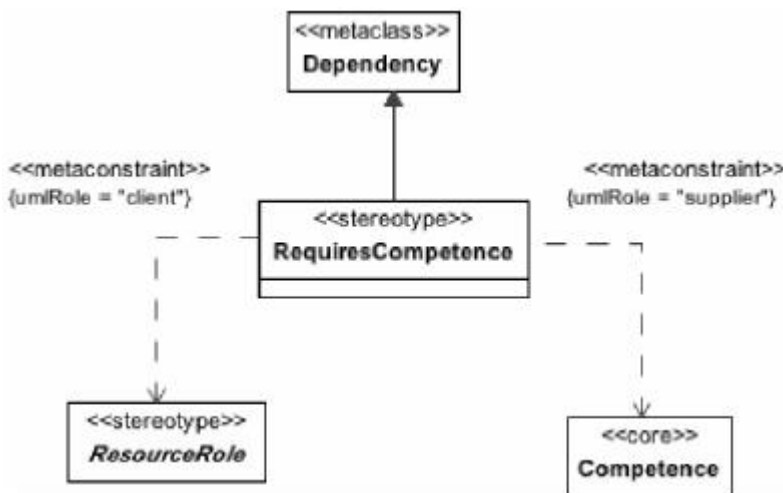 <<metaclass>>
Dependency
<<metaconstraint>>
{umlRole = "client"}
<<metaconstraint>>
{umlRole = "supplier"}
<<stereotype>>
RequiresCompetence
<<stereotype>>
ResourceRole
<<core>>
Competence